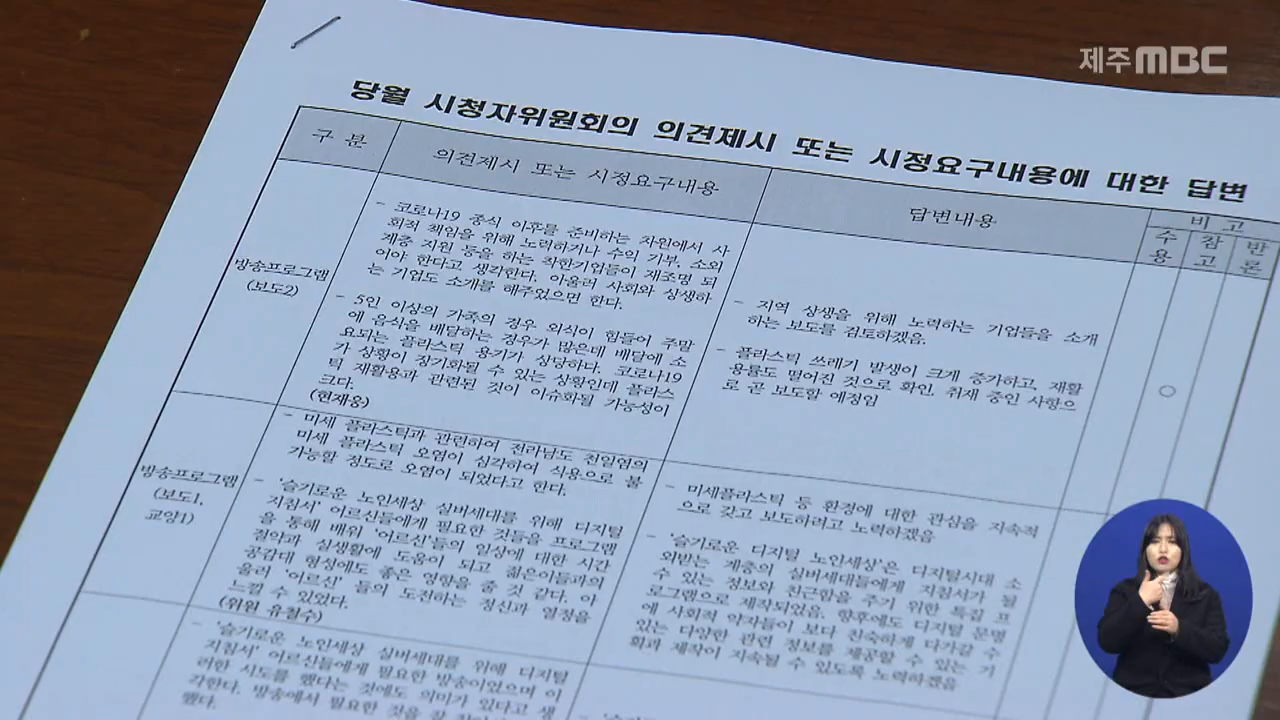 제주MBC
당월 시청자위원회의 의견제시 또는 시정요구내용에 대한 답변
구 분
의견제시 또는 시정요구내용
답변내용
비 고
수용
참고
반론
방송프로그램
(보도2)
- 코로나19 종식 이후를 준비하는 차원에서 사
회적 책임을 위해 노력하거나 수의 기부, 소외
계층 지원 등을 하는 착한기업들이 재조명 되
어야 한다고 생각한다. 아울러 사회와 상생하
는 기업도 소개를 해주었으면 한다.
- 5인 이상의 가족의 경우 외식이 힘들어 주말
에 음식을 배달하는 경우가 많은데 배달에 소
요되는 플라스틱 용기가 상당하다. 코로나19
가 상황이 장기화될 수 있는 상황인데 플라스
틱 재활용과 관련된 것이 이슈화될 가능성이
크다.
(현재웅)
- 지역 상생을 위해 노력하는 기업들을 소개
하는 보도를 검토하겠음.
- 플라스틱 쓰레기 발생이 크게 증가하고, 재활
용률도 떨어진 것으로 확인. 취재 중인 사항으
로 곧 보도할 예정임
○
방송프로그램
(보도1,
교양1)
- 미세 플라스틱과 관련하여 전라남도 천일염의
미세 플라스틱 오염이 심각하여 식용으로 불
가능할 정도로 오염이 되었다고 한다.
- '슬기로운 노인세상 실버세대를 위해 디지털
지침서' 어르신들에게 필요한 것들을 프로그램
을 통해 배워 '어르신'들의 일상에 대한 시간
절약과 실생활에 도움이 되고 젊은이들과의
공감대 형성에도 좋은 영향을 줄 것 같다. 아
울러 '어르신' 들의 도전하는 정신과 열정을
느낄 수 있었다.
(위원 유철수)
- 미세플라스틱 등 환경에 대한 관심을 지속적
으로 갖고 보도하려고 노력하겠음
- '슬기로운 디지털 노인세상'은 디지털시대 소
외받는 계층의 실버세대들에게 지침서가 될
수 있는 정보와 친근함을 주기 위한 특집 프
로그램으로 제작되었음. 향후에도 디지털 문명
에 사회적 약자들이 보다 친숙하게 다가갈 수
있는 다양한 관련 정보를 제공할 수 있는 기
획과 제작이 지속될 수 있도록 노력하겠음
- '슬기로운 노인세상 실버세대를 위해 디지털
지침서' 어르신들에게 필요한 방송이었으며 이
러한 시도를 했다는 것에도 의미가 있다고 생
각한다. 방송에서 필요한 것을 잘
했다.
- '슬기로운